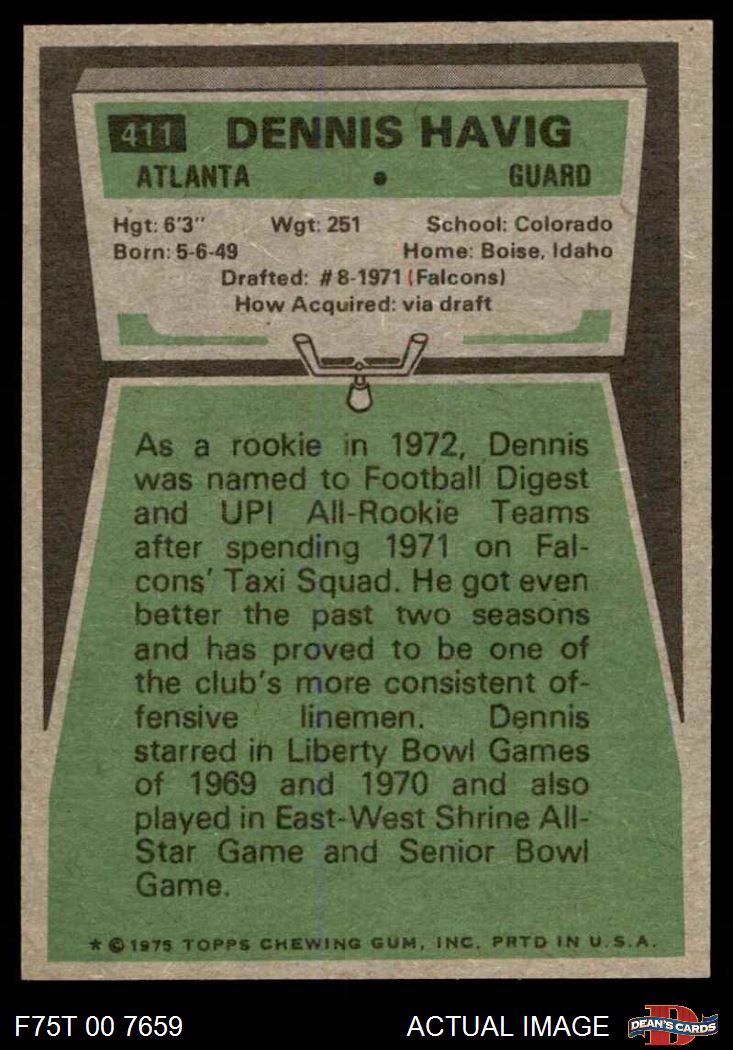 411 DENNIS HAVIG
ATLANTA • GUARD
Hgt: 6'3" Wgt: 251 School: Colorado
Born: 5-6-49 Home: Boise, Idaho
Drafted: #8-1971 (Falcons)
How Acquired: via draft
As a rookie in 1972, Dennis
was named to Football Digest
and UPI All-Rookie Teams
after spending 1971 on Fal-
cons' Taxi Squad. He got even
better the past two seasons
and has proved to be one of
the club's more consistent of-
fensive linemen. Dennis
starred in Liberty Bowl Games
of 1969 and 1970 and also
played in East-West Shrine All-
Star Game and Senior Bowl
Game.
* © 1975 TOPPS CHEWING GUM, INC. PRTD IN U.S.A.
F75T 00 7659 ACTUAL IMAGE DEAN'S CARDS